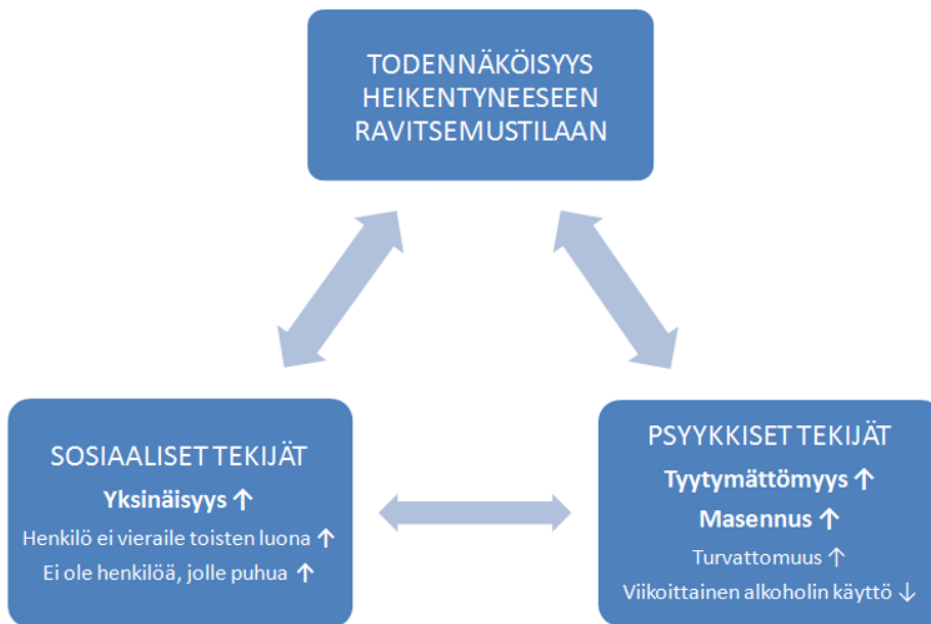 TODENNÄKÖISYYS
HEIKENTYNEESEEN
RAVITSEMUSTILAAN
SOSIAALISET TEKIJÄT
Yksinäisyys ↑
Henkilö ei vieraile toisten luona ↑
Ei ole henkilöä, jolle puhua ↑
PSYYKKISET TEKIJÄT
Tyytymättömyys ↑
Masennus ↑
Turvattomuus ↑
Viikoittainen alkoholin käyttö ↓